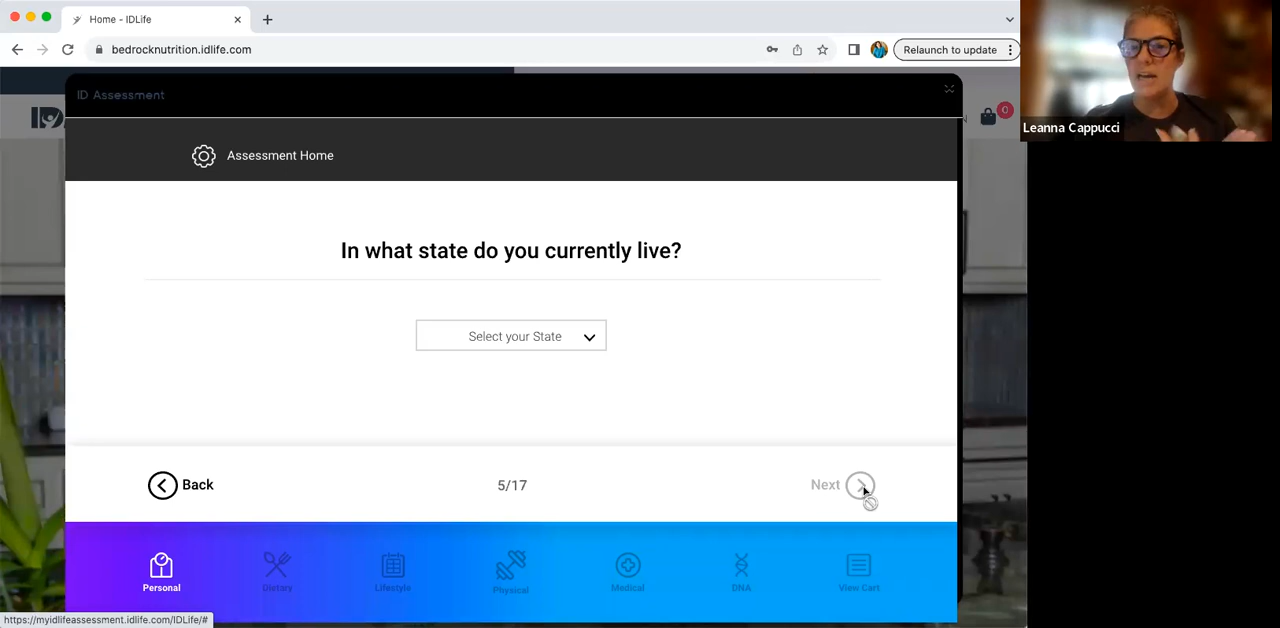 Home - IDLife
bedrocknutrition.idlife.com
Relaunch to update
ID Assessment
ID
0
Leanna Cappucci
Assessment Home
In what state do you currently live?
Select your State
Back
5/17
Next
Personal
Dietary
Lifestyle
Physical
Medical
DNA
View Cart
https://myidlifeassessment.idlife.com/IDLife/#